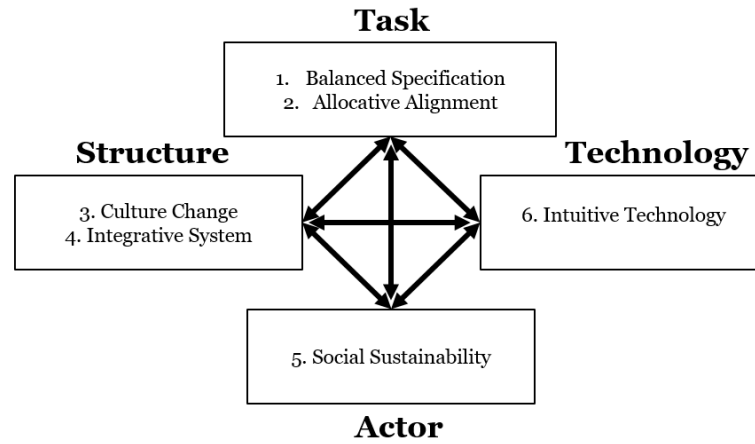 Task
1. Balanced Specification
2. Allocative Alignment
Structure
Technology
3. Culture Change
4. Integrative System
6. Intuitive Technology
5. Social Sustainability
Actor